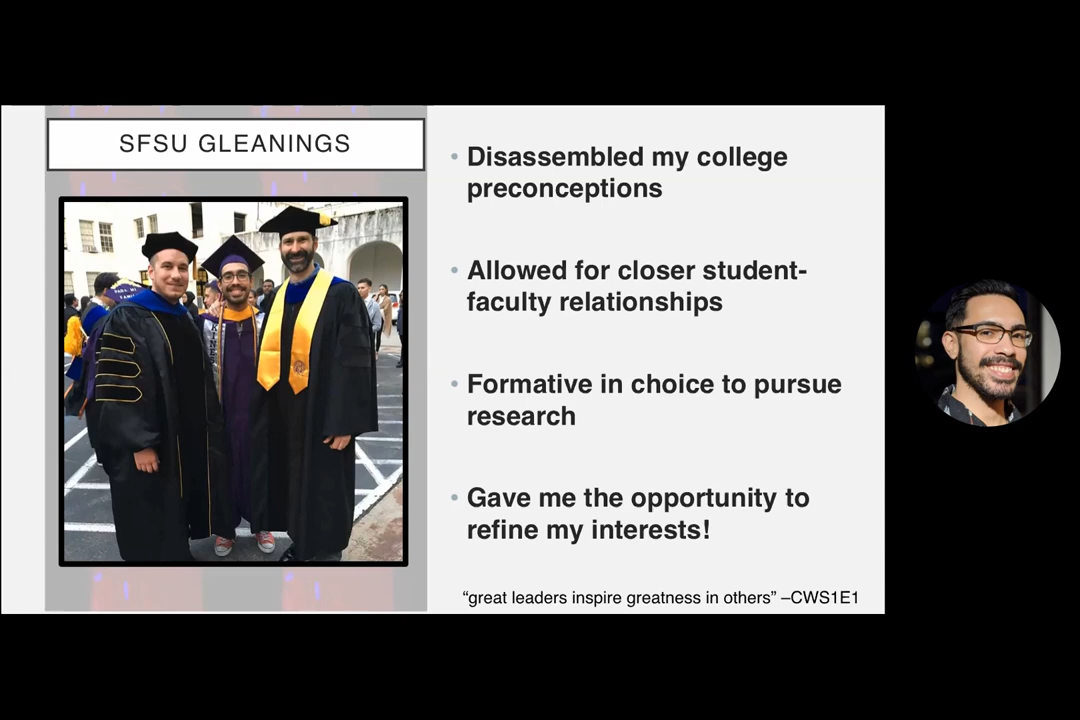 SFSU GLEANINGS
KINES
• Disassembled my college
preconceptions
• Allowed for closer student-
faculty relationships
• Formative in choice to pursue
research
• Gave me the opportunity to
refine my interests!
“great leaders inspire greatness in others” –CWS1E1